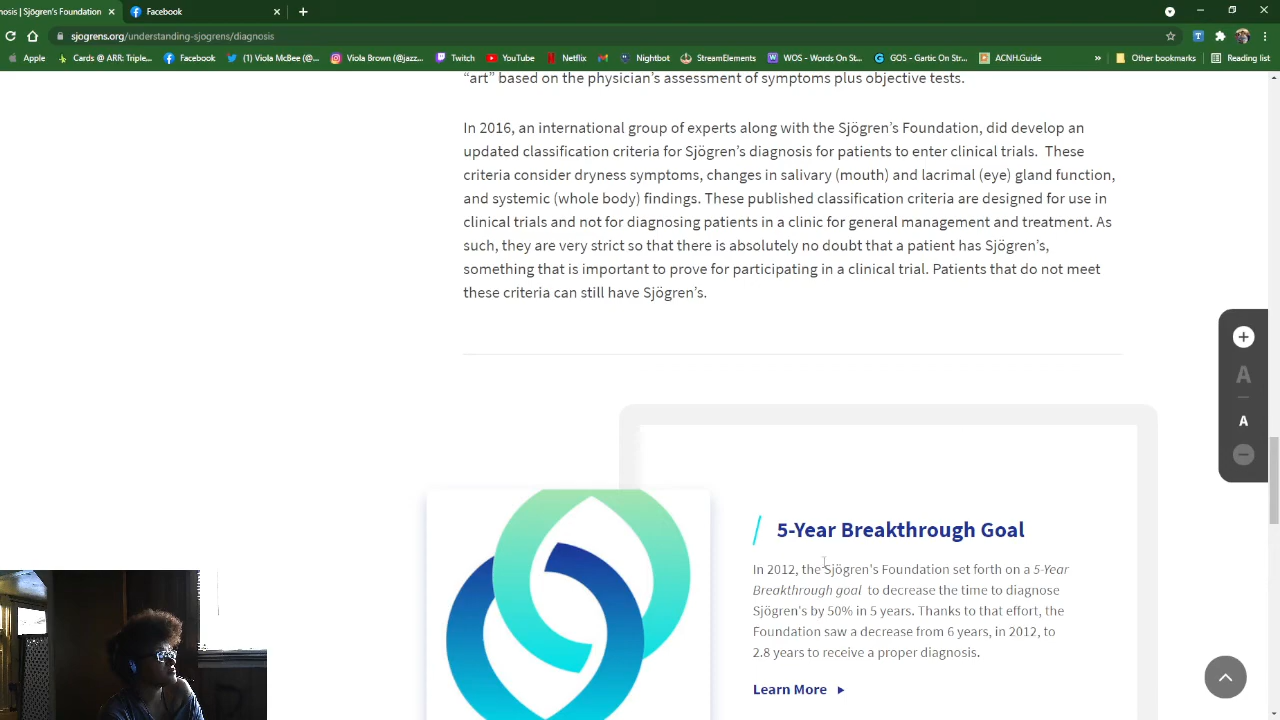 nosis | Sjögren's Foundation
Facebook
sjogrens.org/understanding-sjogrens/diagnosis
Apple
Cards @ ARR: Triple...
Facebook
(1) Viola McBee (@...
Viola Brown (@jazz...
Twitch
YouTube
Netflix
Nightbot
StreamElements
WOS - Words On Str...
GOS - Gartic On Str...
ACNH.Guide
»
Other bookmarks
Reading list
“art” based on the physician’s assessment of symptoms plus objective tests.
In 2016, an international group of experts along with the Sjögren’s Foundation, did develop an
updated classification criteria for Sjögren’s diagnosis for patients to enter clinical trials. These
criteria consider dryness symptoms, changes in salivary (mouth) and lacrimal (eye) gland function,
and systemic (whole body) findings. These published classification criteria are designed for use in
clinical trials and not for diagnosing patients in a clinic for general management and treatment. As
such, they are very strict so that there is absolutely no doubt that a patient has Sjögren’s,
something that is important to prove for participating in a clinical trial. Patients that do not meet
these criteria can still have Sjögren’s.
A
A
5-Year Breakthrough Goal
In 2012, the Sjögren's Foundation set forth on a 5-Year
Breakthrough goal to decrease the time to diagnose
Sjögren's by 50% in 5 years. Thanks to that effort, the
Foundation saw a decrease from 6 years, in 2012, to
2.8 years to receive a proper diagnosis.
Learn More